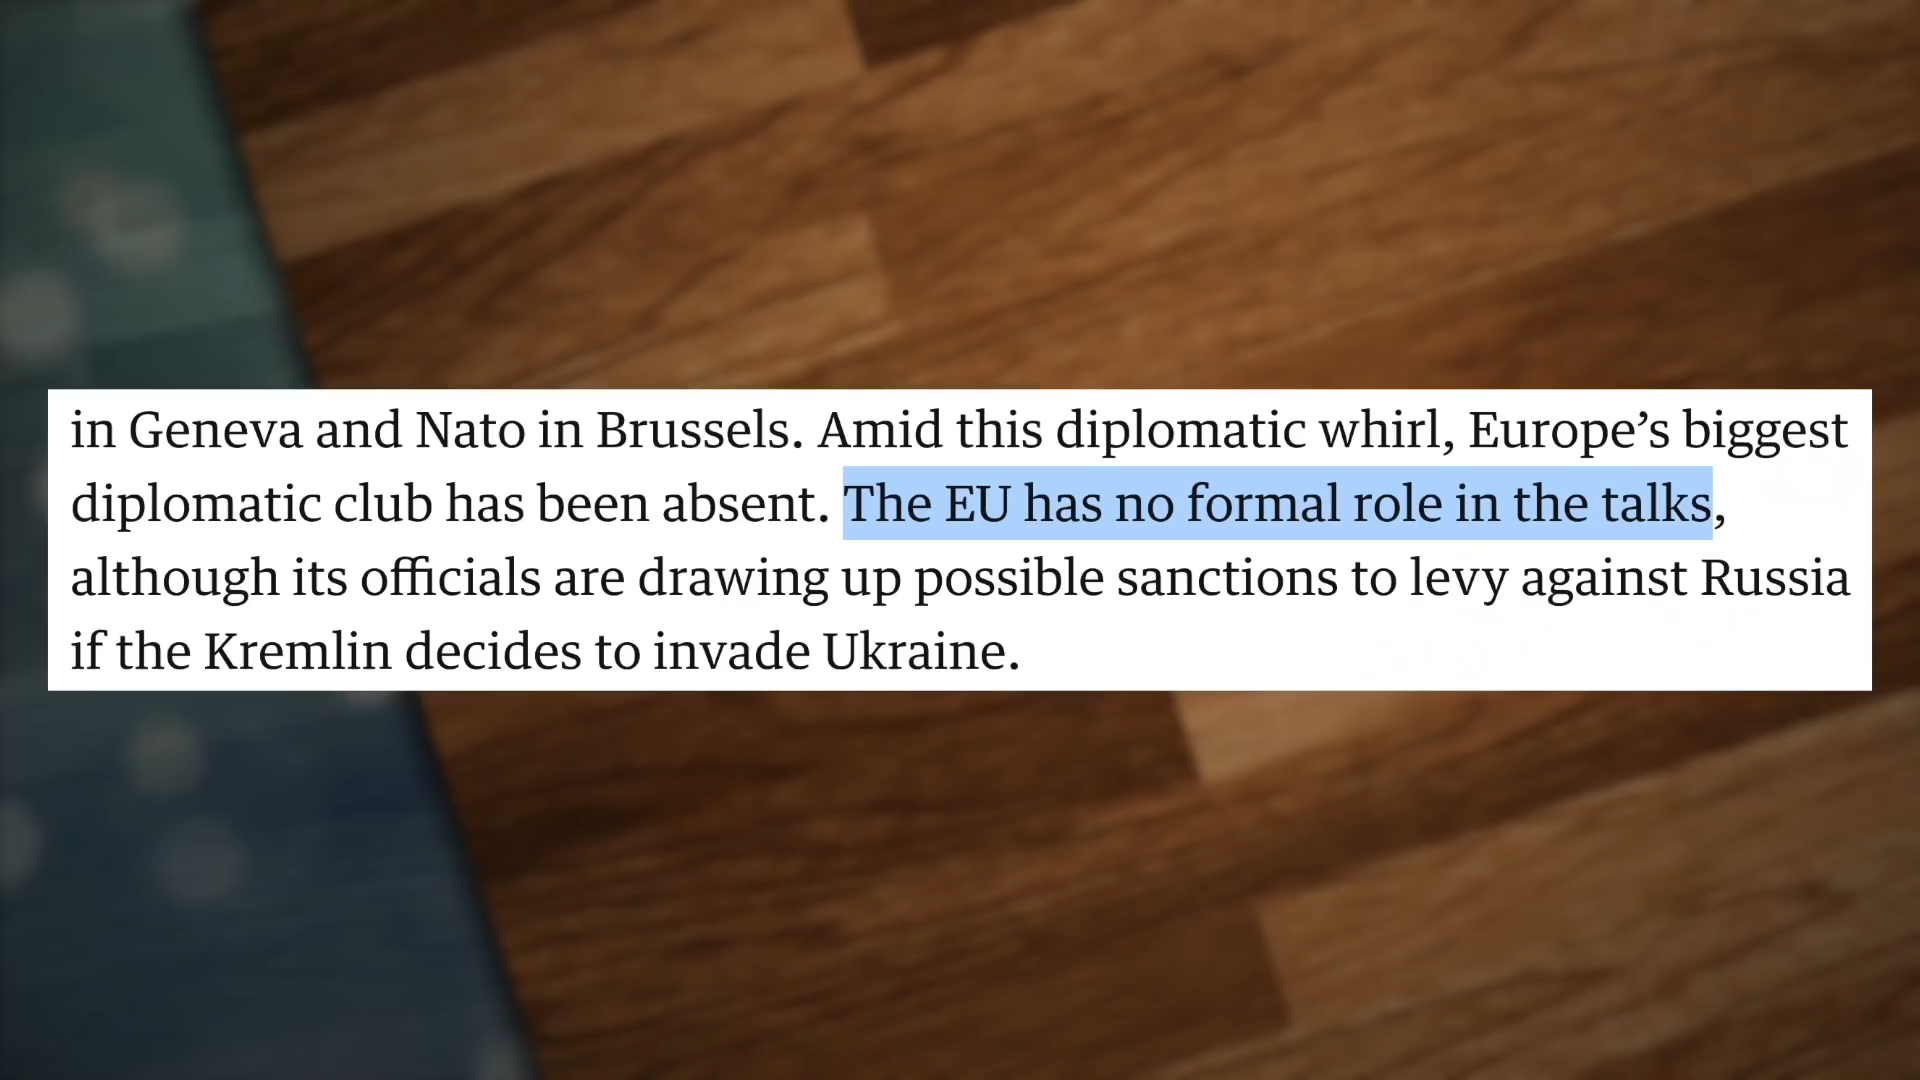 in Geneva and Nato in Brussels. Amid this diplomatic whirl, Europe’s biggest
diplomatic club has been absent. The EU has no formal role in the talks,
although its officials are drawing up possible sanctions to levy against Russia
if the Kremlin decides to invade Ukraine.